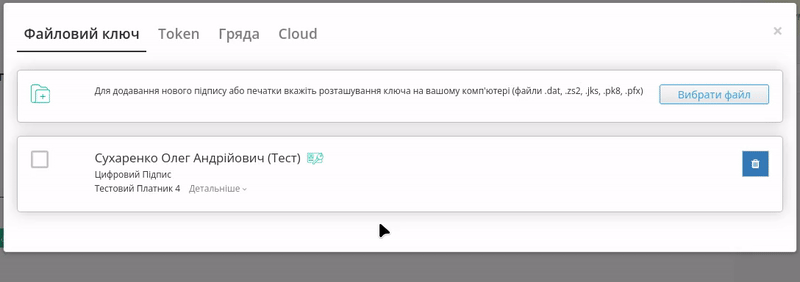 Файловий ключ Token Гряда Cloud
Для додавання нового підпису або печатки вкажіть розташування ключа на вашому комп'ютері (файли .dat, .zs2, .jks, .pk8, .pfx) Вибрати файл
Сухаренко Олег Андрійович (Тест)
Цифровий Підпис
Тестовий Платник 4 Детальніше